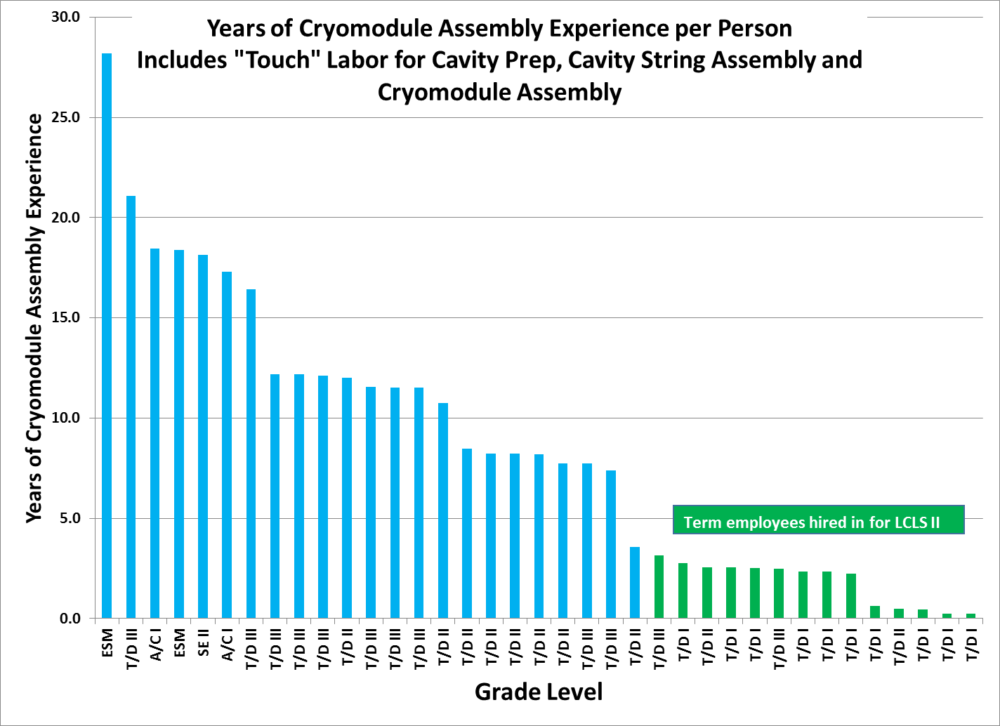 Years of Cryomodule Assembly Experience per Person
Includes "Touch" Labor for Cavity Prep, Cavity String Assembly and
Cryomodule Assembly
Years of Cryomodule Assembly Experience
30.0
25.0
20.0
15.0
10.0
5.0
0.0
Term employees hired in for LCLS II
ESM
T/D III
A/C I
ESM
SE II
A/C I
T/D III
T/D III
T/D III
T/D III
T/D II
T/D III
T/D III
T/D III
T/D II
T/D II
T/D II
T/D II
T/D II
T/D II
T/D III
T/D III
T/D II
T/D III
T/D I
T/D II
T/D I
T/D I
T/D III
T/D I
T/D I
T/D I
T/D I
T/D II
T/D I
T/D I
T/D I
Grade Level